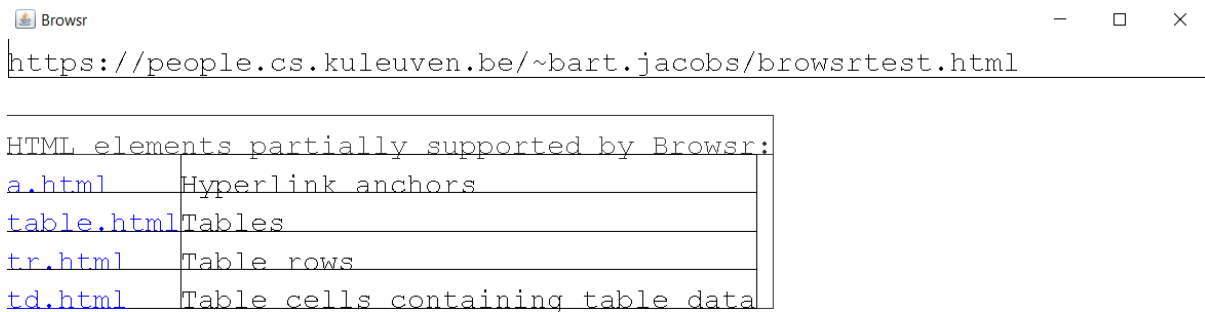 Browsr
https://people.cs.kuleuven.be/~bart.jacobs/browsrtest.html
HTML elements partially supported by Browsr:
a.html Hyperlink anchors
table.html Tables
tr.html Table rows
td.html Table cells containing table data